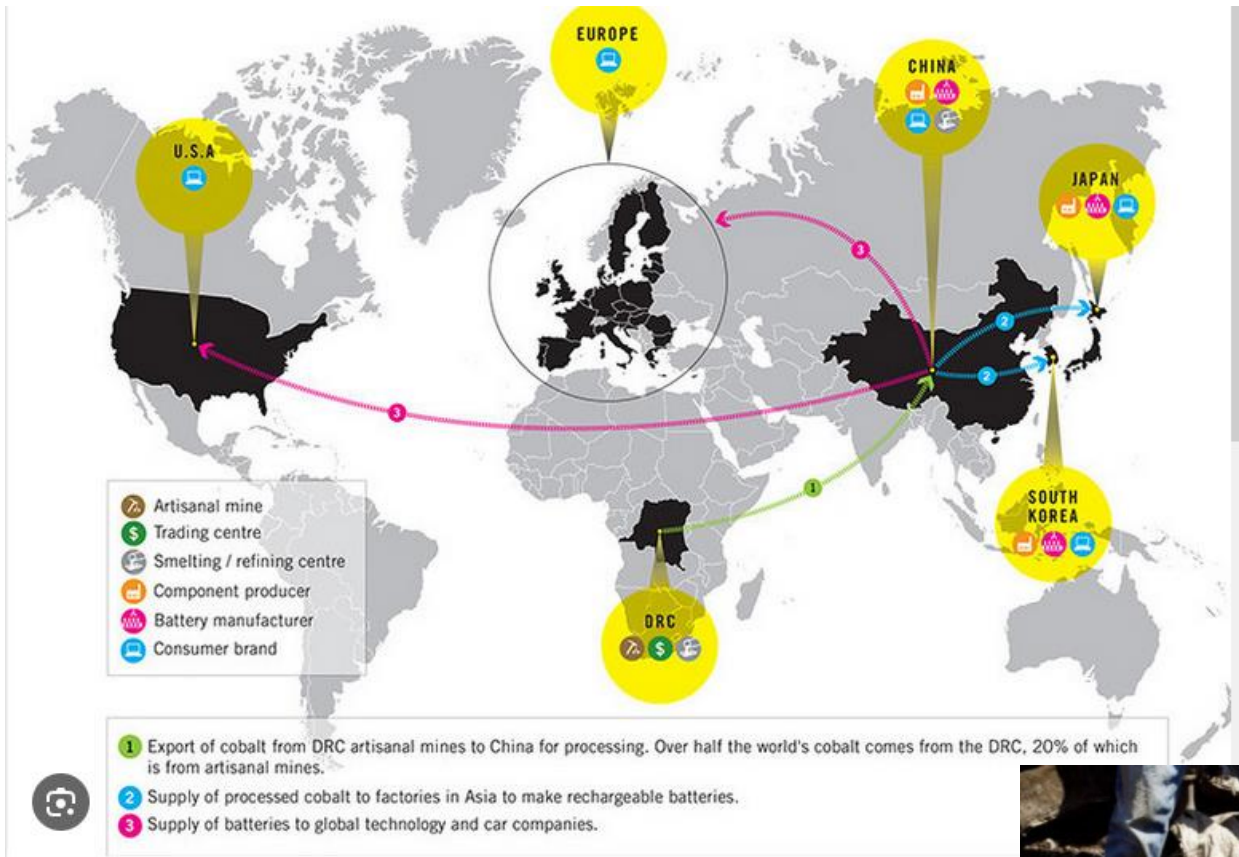 EUROPE
CHINA
U.S.A
JAPAN
3
2
2
3
1
SOUTH
KOREA
DRC
$
Artisanal mine
$ Trading centre
Smelting / refining centre
Component producer
Battery manufacturer
Consumer brand
1 Export of cobalt from DRC artisanal mines to China for processing. Over half the world's cobalt comes from the DRC, 20% of which
is from artisanal mines.
2 Supply of processed cobalt to factories in Asia to make rechargeable batteries.
3 Supply of batteries to global technology and car companies.